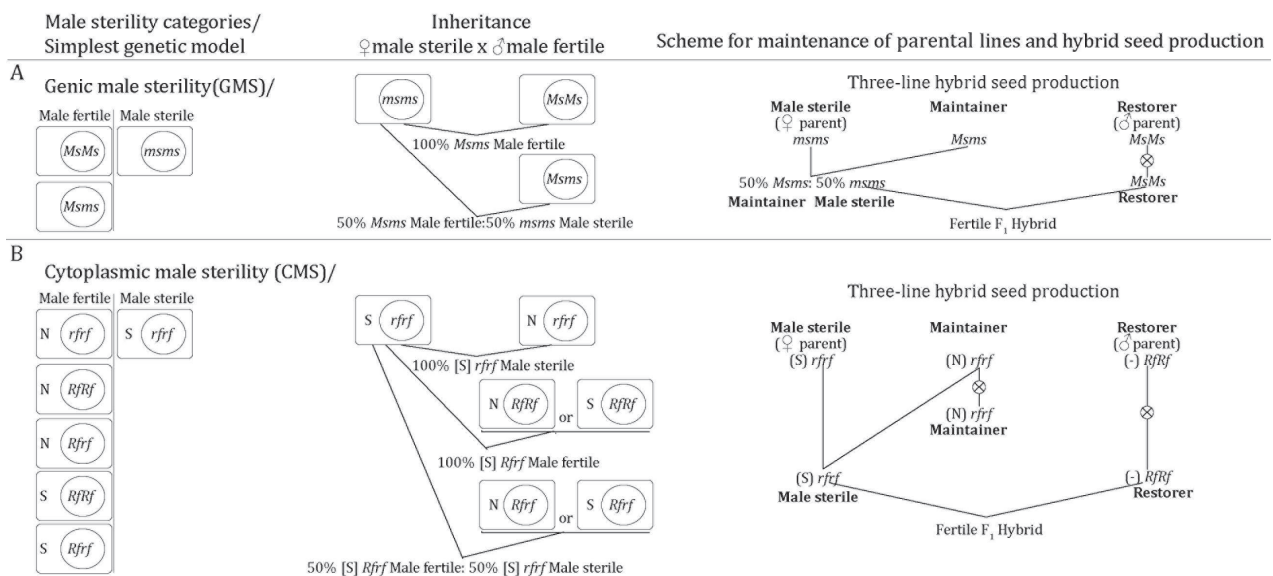 Male sterility categories/
Simplest genetic model
Inheritance
♀male sterile x ♂male fertile
Scheme for maintenance of parental lines and hybrid seed production
A
Genic male sterility(GMS)/
Male fertile Male sterile
MsMs msms
Msms
msms MsMs
100% Msms Male fertile
Msms
50% Msms Male fertile:50% msms Male sterile
Three-line hybrid seed production
Male sterile Maintainer Restorer
(♀ parent) (♂ parent)
msms Msms MsMs
50% Msms: 50% msms MsMs
Maintainer Male sterile Restorer
Fertile F₁ Hybrid
B
Cytoplasmic male sterility (CMS)/
Male fertile Male sterile
N rfrf S rfrf
N RfRf
N Rfrf
S RfRf
S Rfrf
S rfrf N rfrf
100% [S] rfrf Male sterile
N RfRf or S RfRf
100% [S] Rfrf Male fertile
N Rfrf or S Rfrf
50% [S] Rfrf Male fertile: 50% [S] rfrf Male sterile
Three-line hybrid seed production
Male sterile Maintainer Restorer
(♀ parent) (♂ parent)
(S) rfrf (N) rfrf (-) RfRf
(N) rfrf
Maintainer
(S) rfrf (-) RfRf
Male sterile Restorer
Fertile F₁ Hybrid